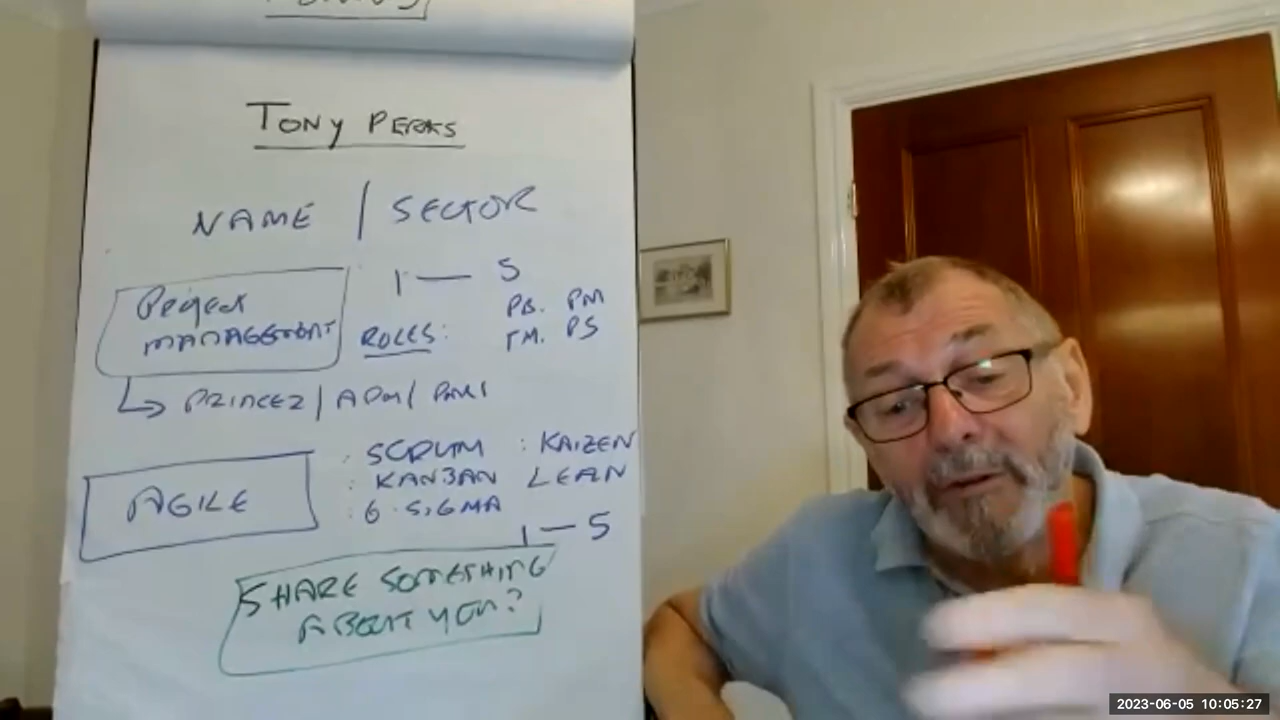 TONY PERKS
NAME | SECTOR
Project
MANAGEMENT
1 — 5
ROLES: PB. PM
TM. PS
PRINCE2 | APM | PMI
AGILE
: SCRUM : KAIZEN
: KANBAN LEAN
: 6 SIGMA
1 — 5
SHARE SOMETHING
ABOUT YOU?
2023-06-05 10:05:27